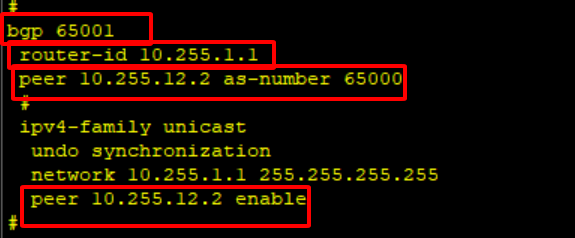 #
bgp 65001
router-id 10.255.1.1
peer 10.255.12.2 as-number 65000
#
ipv4-family unicast
undo synchronization
network 10.255.1.1 255.255.255.255
peer 10.255.12.2 enable
#